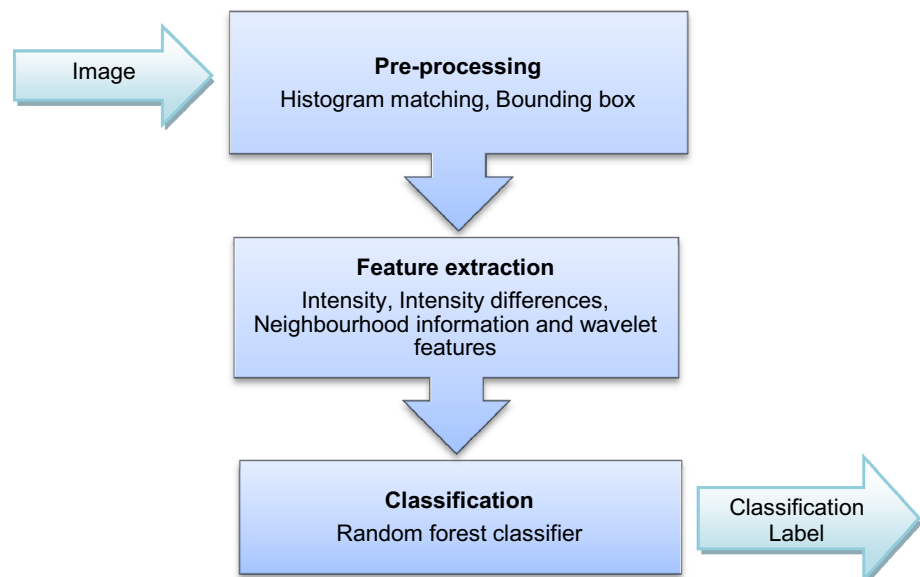 Image
Pre-processing
Histogram matching, Bounding box
Feature extraction
Intensity, Intensity differences,
Neighbourhood information and wavelet
features
Classification
Random forest classifier
Classification
Label